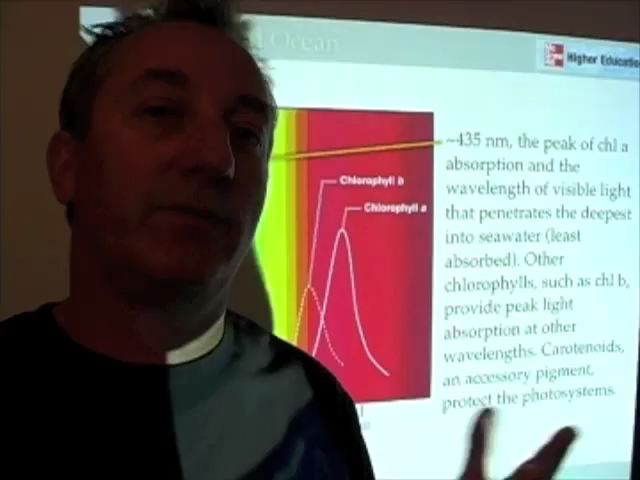 Ocean
Higher Education
Chlorophyll b
Chlorophyll a
~435 nm, the peak of chl a
absorption and the
wavelength of visible light
that penetrates the deepest
into seawater (least
absorbed). Other
chlorophylls, such as chl b,
provide peak light
absorption at other
wavelengths. Carotenoids,
an accessory pigment,
protect the photosystems.